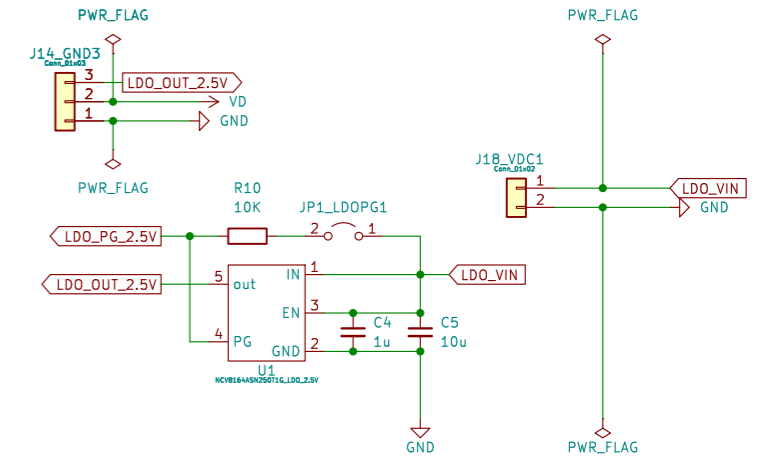 PWR_FLAG
PWR_FLAG
J14_GND3
Conn_01x03
3
LDO_OUT_2.5V
2
VD
1
GND
PWR_FLAG
J18_VDC1
Conn_01x02
1
LDO_VIN
2
GND
R10
10K
JP1_LDOPG1
LDO_PG_2.5V
2
1
LDO_OUT_2.5V
5
out
IN
1
LDO_VIN
EN
3
4
PG
GND
2
C4
1u
C5
10u
U1
NCV8164ASN250T1G_LDO_2.5V
GND
PWR_FLAG